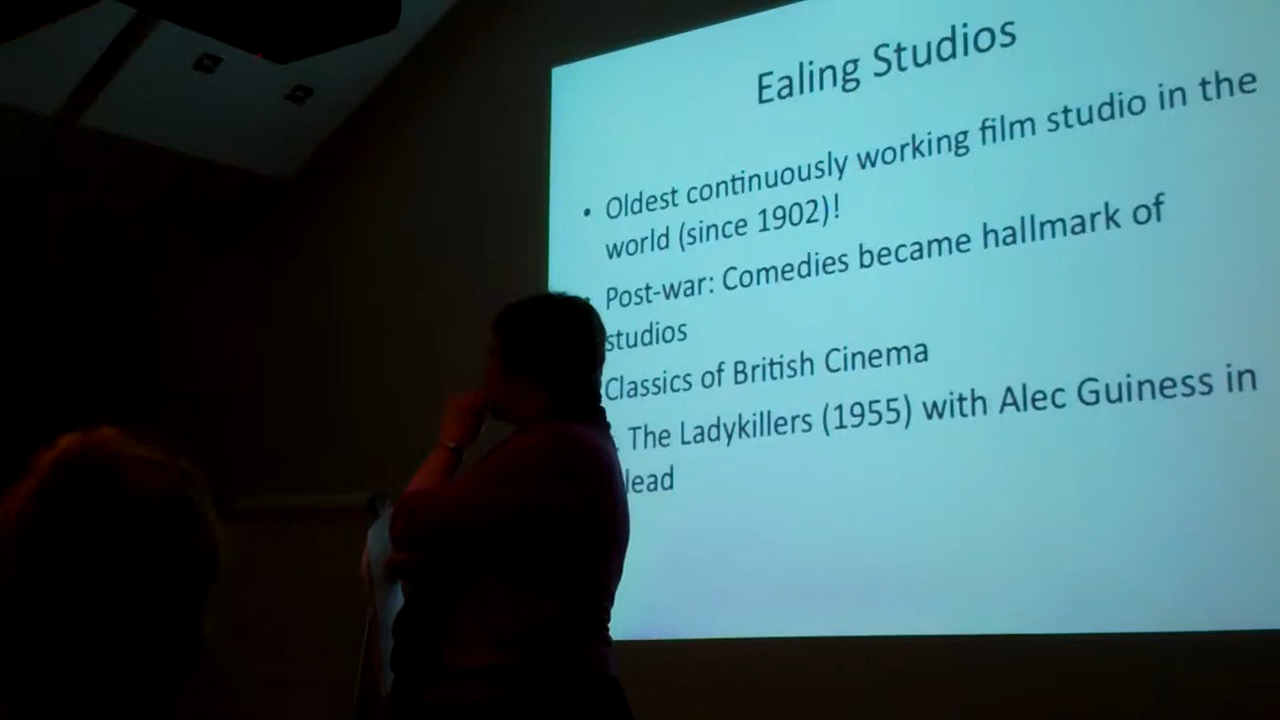 Ealing Studios
• Oldest continuously working film studio in the
world (since 1902)!
Post-war: Comedies became hallmark of
studios
Classics of British Cinema
The Ladykillers (1955) with Alec Guiness in
lead